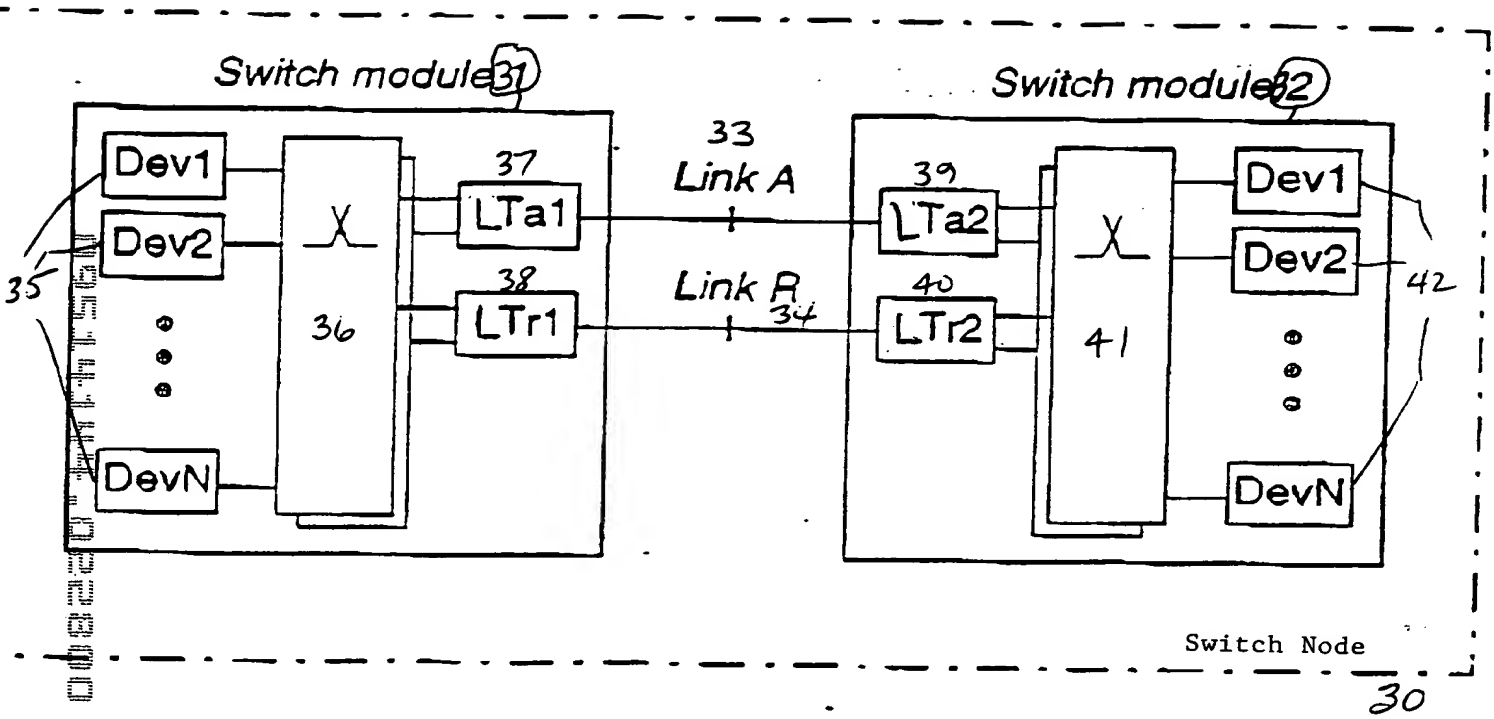 Switch module 31
Switch module 32
Dev1
Dev2
DevN
35
36
37
LTa1
38
LTr1
33
Link A
Link R
34
39
LTa2
40
LTr2
41
Dev1
Dev2
DevN
42
Switch Node
30